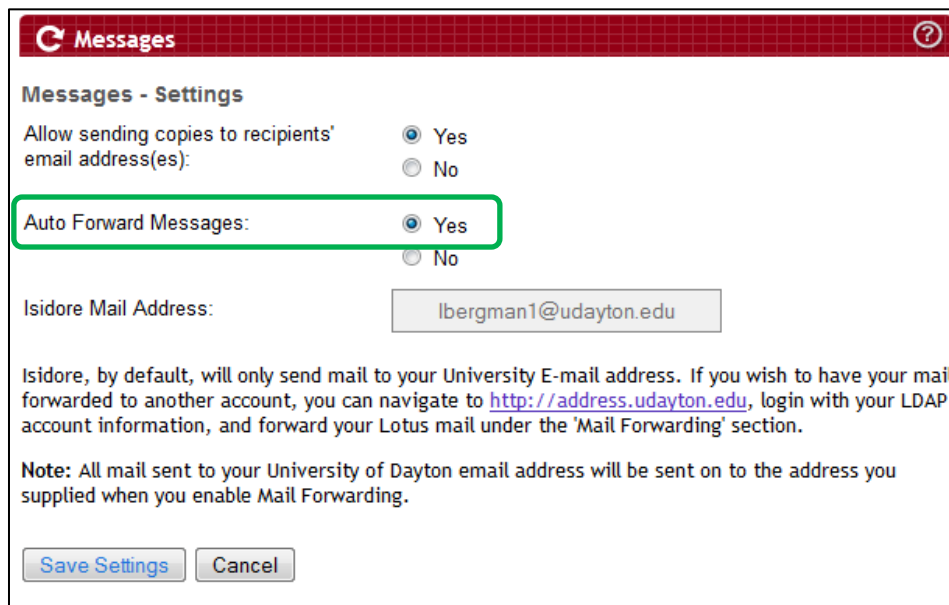 Messages
?
Messages - Settings
Allow sending copies to recipients'
email address(es):
Yes
No
Auto Forward Messages:
Yes
No
Isidore Mail Address:
lbergman1@udayton.edu
Isidore, by default, will only send mail to your University E-mail address. If you wish to have your mail
forwarded to another account, you can navigate to http://address.udayton.edu, login with your LDAP
account information, and forward your Lotus mail under the 'Mail Forwarding' section.
Note: All mail sent to your University of Dayton email address will be sent on to the address you
supplied when you enable Mail Forwarding.
Save Settings
Cancel